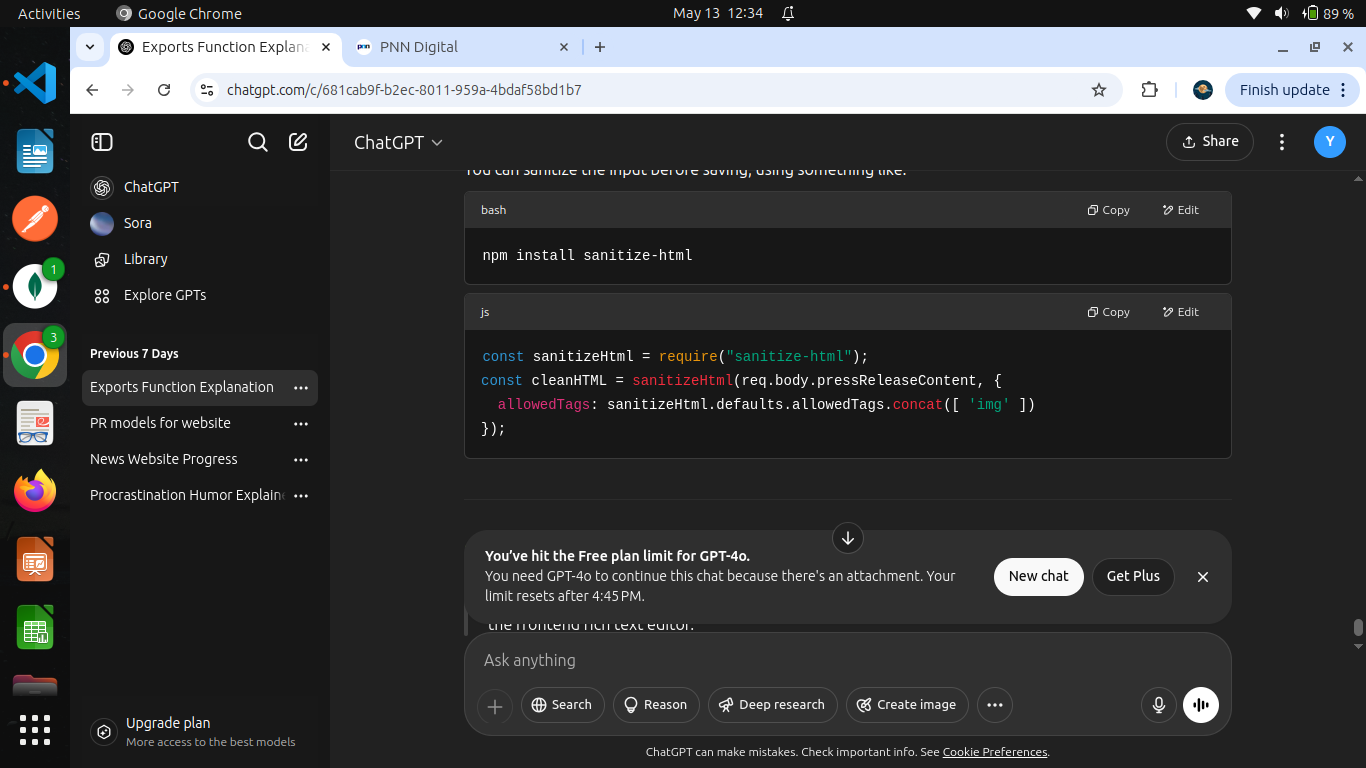 Activities
Google Chrome
May 13 12:34
89 %
Exports Function Explana
PNN Digital
chatgpt.com/c/681cab9f-b2ec-8011-959a-4bdaf58bd1b7
Finish update
ChatGPT
Share
Y
ChatGPT
Sora
Library
Explore GPTs
Previous 7 Days
Exports Function Explanation
PR models for website
News Website Progress
Procrastination Humor Explaine
Upgrade plan
More access to the best models
1
3
You can sanitize the input before saving, using something like:
bash
Copy
Edit
npm install sanitize-html
js
Copy
Edit
const sanitizeHtml = require("sanitize-html");
const cleanHTML = sanitizeHtml(req.body.pressReleaseContent, {
allowedTags: sanitizeHtml.defaults.allowedTags.concat([ 'img' ])
});
You've hit the Free plan limit for GPT-4o.
You need GPT-4o to continue this chat because there's an attachment. Your
limit resets after 4:45 PM.
New chat
Get Plus
the frontend rich text editor.
Ask anything
Search
Reason
Deep research
Create image
ChatGPT can make mistakes. Check important info. See Cookie Preferences.